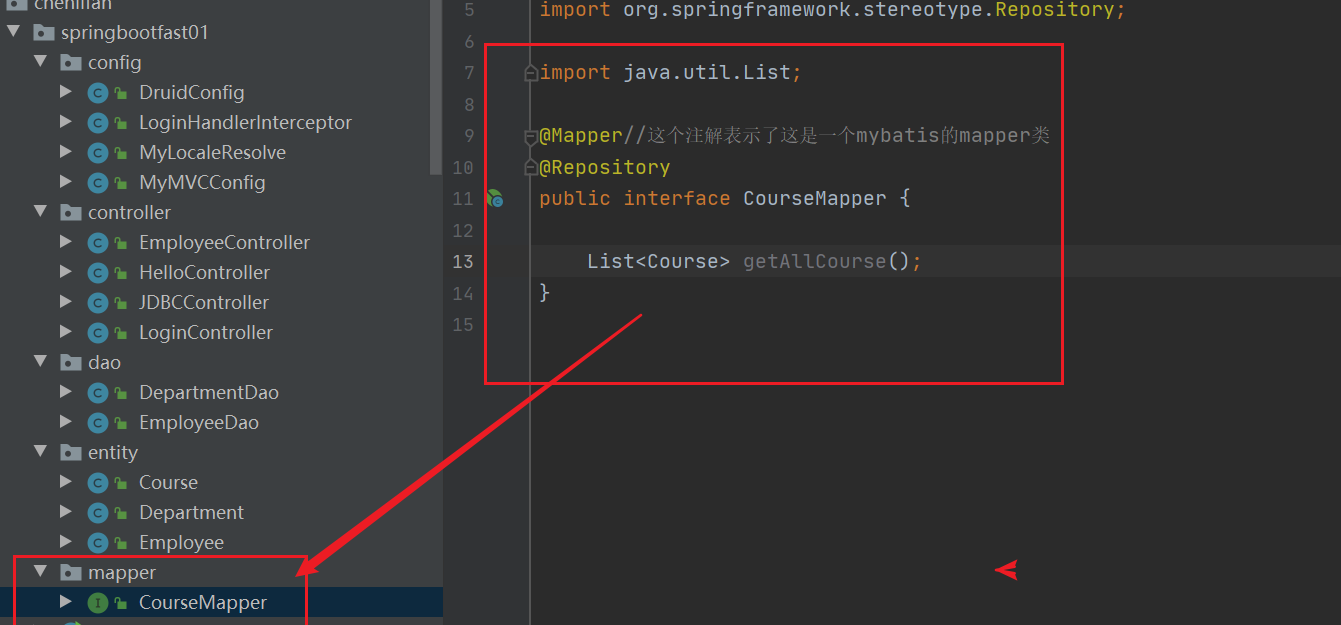 chenlifan
springbootfast01
config
DruidConfig
LoginHandlerInterceptor
MyLocaleResolve
MyMVCConfig
controller
EmployeeController
HelloController
JDBCController
LoginController
dao
DepartmentDao
EmployeeDao
entity
Course
Department
Employee
mapper
CourseMapper
5 import org.springframework.stereotype.Repository;
6
7 import java.util.List;
8
9 @Mapper//这个注解表示了这是一个mybatis的mapper类
10 @Repository
11 public interface CourseMapper {
12
13 List<Course> getAllCourse();
14 }
15